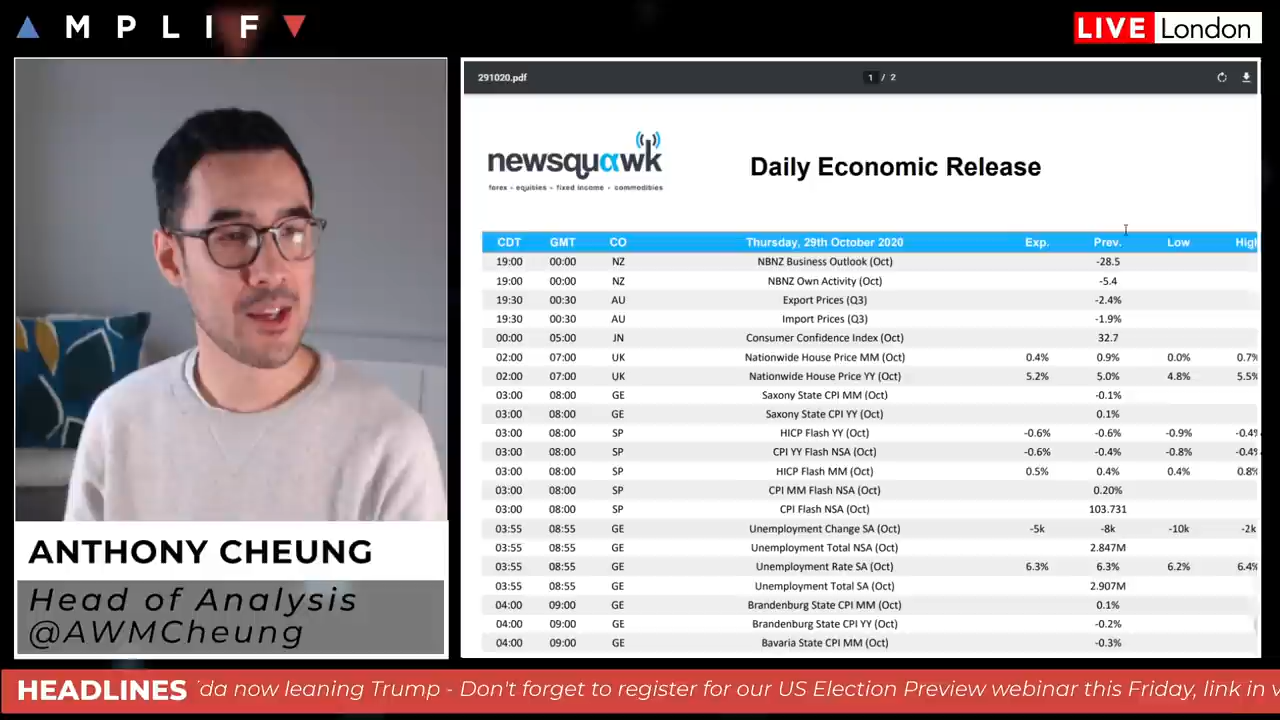 ▲ M P L I F ▼
LIVE London
291020.pdf 1 / 2
newsquawk
forex - equities - fixed income - commodities
Daily Economic Release
CDT GMT CO Thursday, 29th October 2020 Exp. Prev. Low High
19:00 00:00 NZ NBNZ Business Outlook (Oct) -28.5
19:00 00:00 NZ NBNZ Own Activity (Oct) -5.4
19:30 00:30 AU Export Prices (Q3) -2.4%
19:30 00:30 AU Import Prices (Q3) -1.9%
00:00 05:00 JN Consumer Confidence Index (Oct) 32.7
02:00 07:00 UK Nationwide House Price MM (Oct) 0.4% 0.9% 0.0% 0.7%
02:00 07:00 UK Nationwide House Price YY (Oct) 5.2% 5.0% 4.8% 5.5%
03:00 08:00 GE Saxony State CPI MM (Oct) -0.1%
03:00 08:00 GE Saxony State CPI YY (Oct) 0.1%
03:00 08:00 SP HICP Flash YY (Oct) -0.6% -0.6% -0.9% -0.4%
03:00 08:00 SP CPI YY Flash NSA (Oct) -0.6% -0.4% -0.8% -0.4%
03:00 08:00 SP HICP Flash MM (Oct) 0.5% 0.4% 0.4% 0.8%
03:00 08:00 SP CPI MM Flash NSA (Oct) 0.20%
03:00 08:00 SP CPI Flash NSA (Oct) 103.731
03:55 08:55 GE Unemployment Change SA (Oct) -5k -8k -10k -2k
03:55 08:55 GE Unemployment Total NSA (Oct) 2.847M
03:55 08:55 GE Unemployment Rate SA (Oct) 6.3% 6.3% 6.2% 6.4%
03:55 08:55 GE Unemployment Total SA (Oct) 2.907M
04:00 09:00 GE Brandenburg State CPI MM (Oct) 0.1%
04:00 09:00 GE Brandenburg State CPI YY (Oct) -0.2%
04:00 09:00 GE Bavaria State CPI MM (Oct) -0.3%
ANTHONY CHEUNG
Head of Analysis
@AWMCheung
HEADLINES 'da now leaning Trump - Don't forget to register for our US Election Preview webinar this Friday, link in